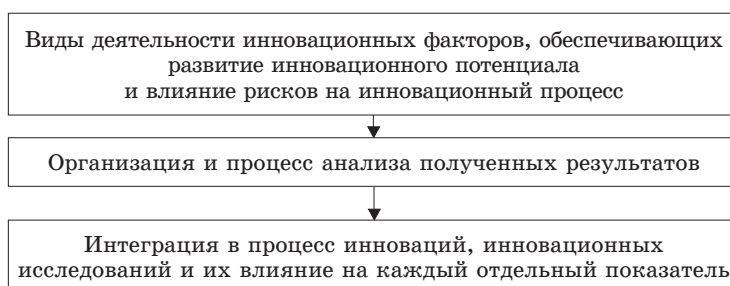 Виды деятельности инновационных факторов, обеспечивающих
развитие инновационного потенциала
и влияние рисков на инновационный процесс
Организация и процесс анализа полученных результатов
Интеграция в процесс инноваций, инновационных
исследований и их влияние на каждый отдельный показатель